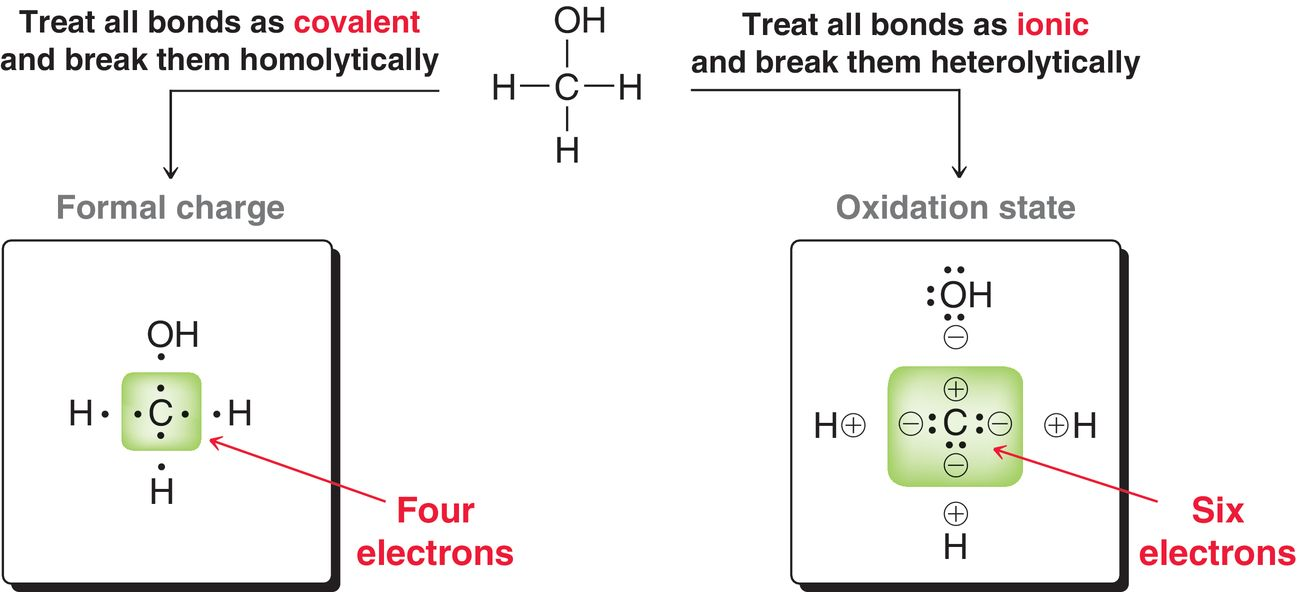 Treat all bonds as covalent
and break them homolytically
OH
H C H
H
Treat all bonds as ionic
and break them heterolytically
Formal charge
OH
H · · C · · H
H
Four
electrons
Oxidation state
:OH
⊖
⊕
H⊕ ⊖:C:⊖ ⊕H
⊖
⊕
H
Six
electrons